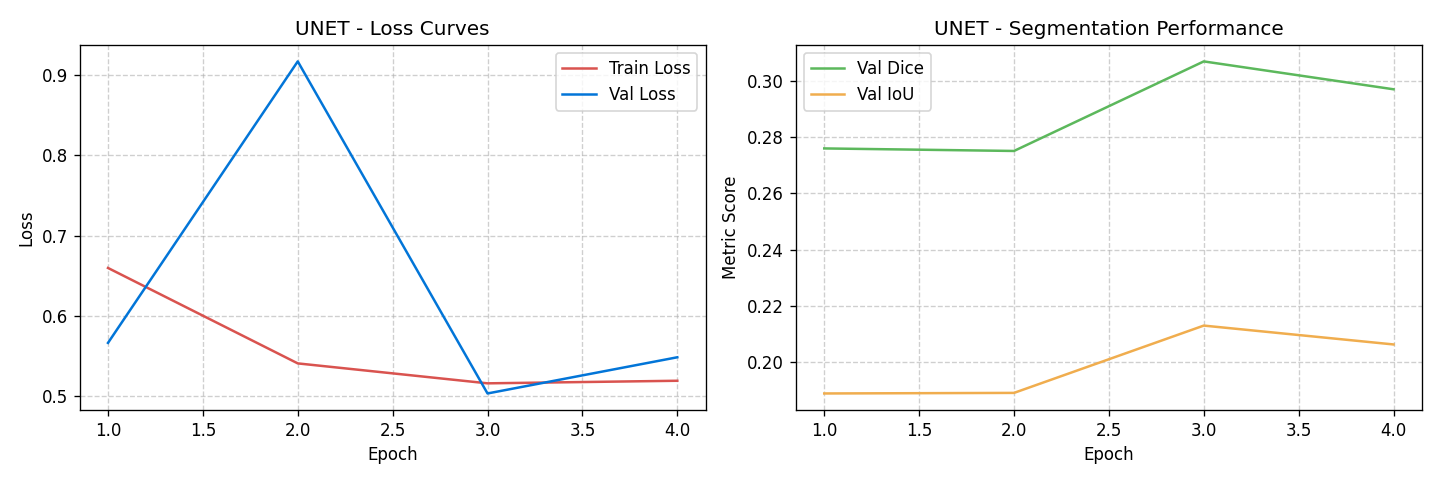 UNET - Loss Curves
Train Loss
Val Loss
0.9
0.8
0.7
0.6
0.5
Loss
1.0 1.5 2.0 2.5 3.0 3.5 4.0
Epoch
UNET - Segmentation Performance
Val Dice
Val IoU
0.30
0.28
0.26
0.24
0.22
0.20
Metric Score
1.0 1.5 2.0 2.5 3.0 3.5 4.0
Epoch